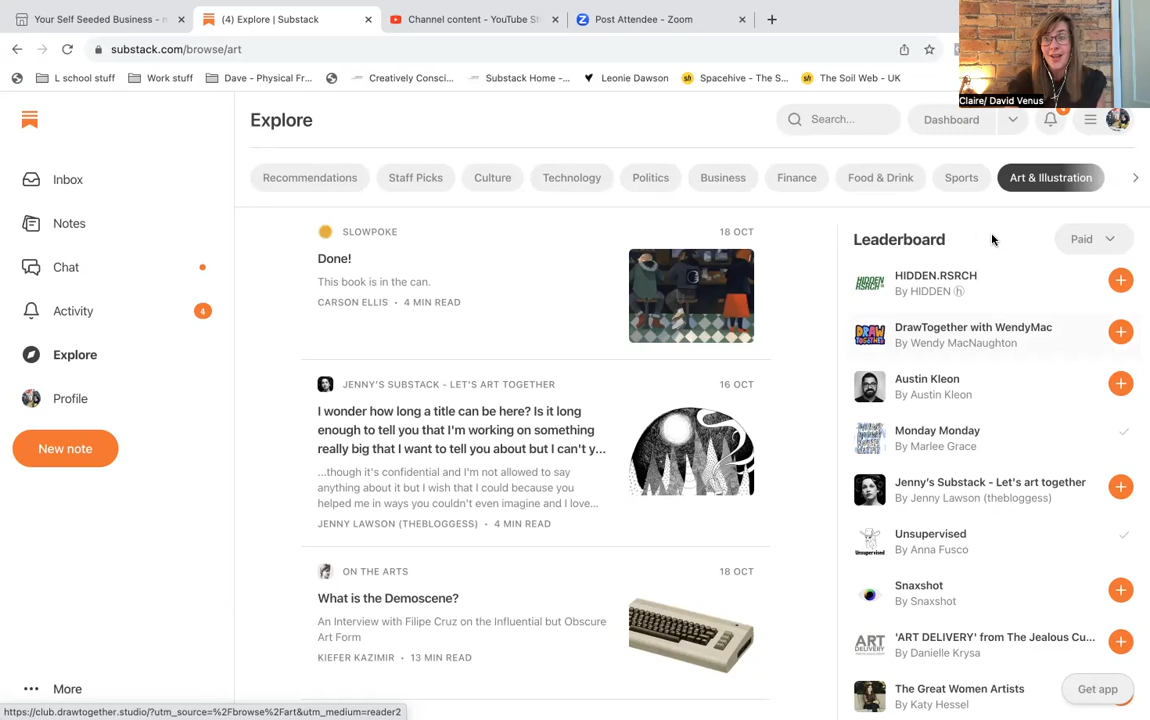 Your Self Seeded Business - m
(4) Explore | Substack
Channel content - YouTube St
Post Attendee - Zoom
substack.com/browse/art
L school stuff
Work stuff
Dave - Physical Fr...
Creatively Consci...
Substack Home -...
Leonie Dawson
Spacehive - The S...
The Soil Web - UK
Claire/ David Venus
Explore
Search...
Dashboard
Inbox
Notes
Chat
Activity
4
Explore
Profile
New note
More
Recommendations
Staff Picks
Culture
Technology
Politics
Business
Finance
Food & Drink
Sports
Art & Illustration
SLOWPOKE
18 OCT
Done!
This book is in the can.
CARSON ELLIS • 4 MIN READ
JENNY'S SUBSTACK - LET'S ART TOGETHER
16 OCT
I wonder how long a title can be here? Is it long
enough to tell you that I'm working on something
really big that I want to tell you about but I can't y...
...though it's confidential and I'm not allowed to say
anything about it but I wish that I could because you
helped me in ways you couldn't even imagine and I love...
JENNY LAWSON (THEBLOGGESS) • 4 MIN READ
ON THE ARTS
18 OCT
What is the Demoscene?
An Interview with Filipe Cruz on the Influential but Obscure
Art Form
KIEFER KAZIMIR • 13 MIN READ
Leaderboard
Paid
HIDDEN RSRCH
HIDDEN.RSRCH
By HIDDEN ⓗ
DRAW TOGETHER
DrawTogether with WendyMac
By Wendy MacNaughton
Austin Kleon
By Austin Kleon
Monday Monday
By Marlee Grace
Jenny's Substack - Let's art together
By Jenny Lawson (thebloggess)
Unsupervised
Unsupervised
By Anna Fusco
Snaxshot
By Snaxshot
ART DELIVERY
'ART DELIVERY' from The Jealous Cu...
By Danielle Krysa
The Great Women Artists
By Katy Hessel
Get app
https://club.drawtogether.studio/?utm_source=%2Fbrowse%2Fart&utm_medium=reader2